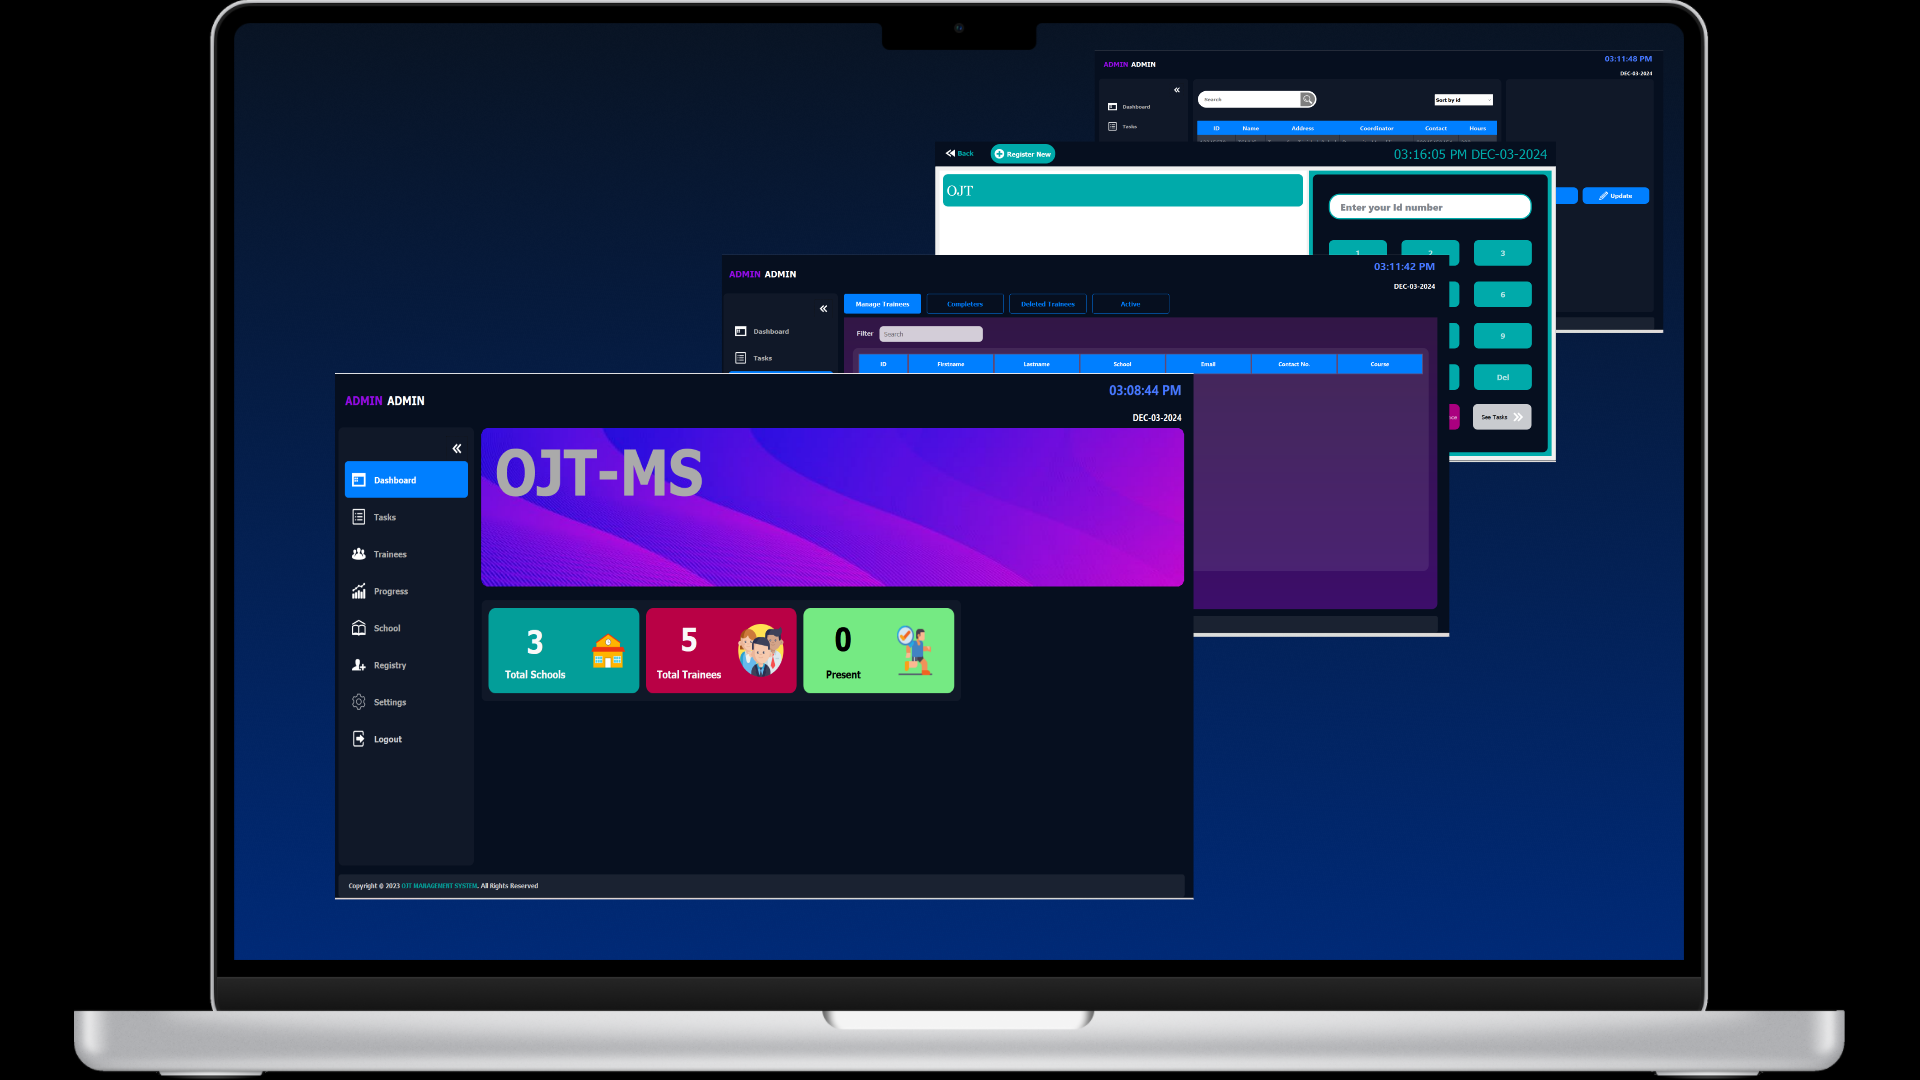 ADMIN ADMIN
03:11:48 PM
DEC-03-2024
Dashboard
Tasks
Search
Sort by id
ID Name Address Coordinator Contact Hours
Update
Back
Register New
03:16:05 PM DEC-03-2024
OJT
Enter your Id number
1 2 3
6
9
Del
See Tasks
ADMIN ADMIN
03:11:42 PM
DEC-03-2024
Dashboard
Tasks
Manage Trainees Completers Deleted Trainees Active
Filter Search
ID Firstname Lastname School Email Contact No. Course
ADMIN ADMIN
03:08:44 PM
DEC-03-2024
Dashboard
Tasks
Trainees
Progress
School
Registry
Settings
Logout
OJT-MS
3
Total Schools
5
Total Trainees
0
Present
Copyright © 2023 OJT MANAGEMENT SYSTEM. All Rights Reserved